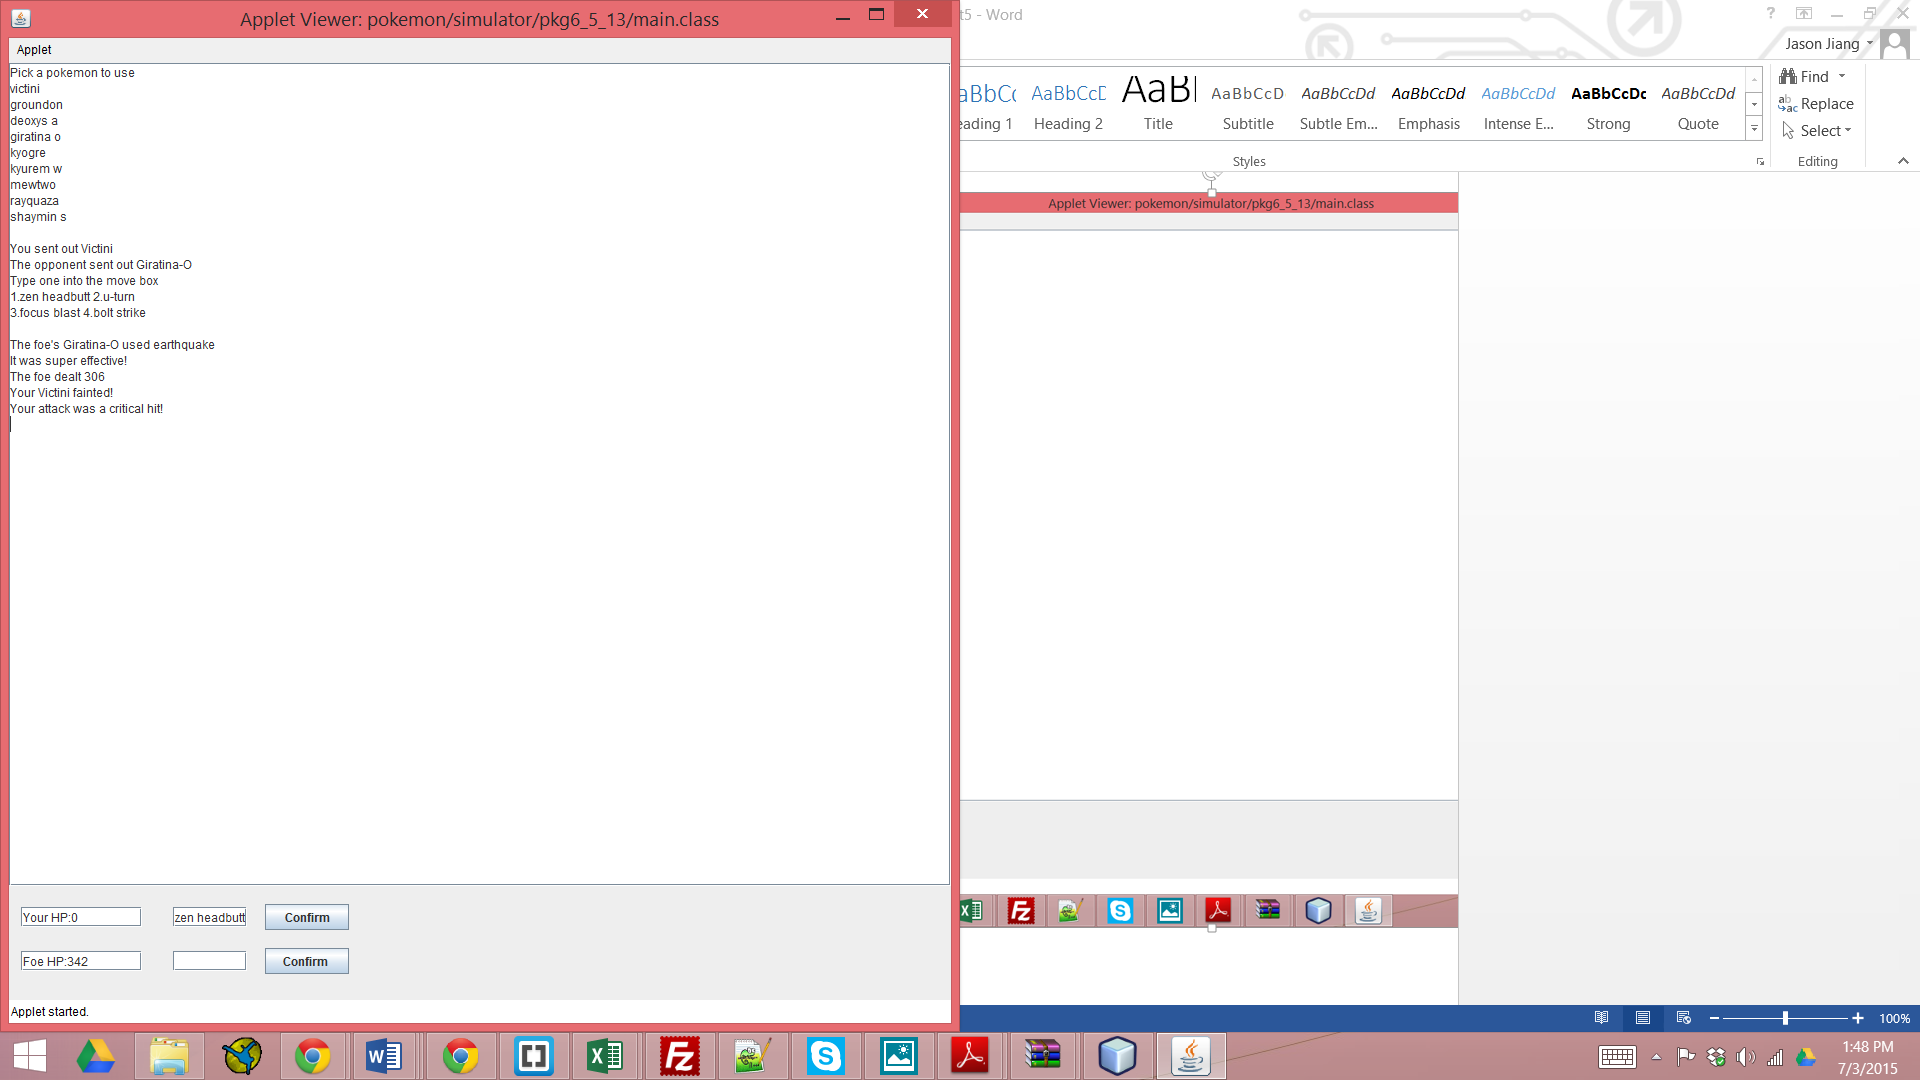 Applet Viewer: pokemon/simulator/pkg6_5_13/main.class
Applet
Pick a pokemon to use
victini
groundon
deoxys a
giratina o
kyogre
kyurem w
mewtwo
rayquaza
shaymin s
You sent out Victini
The opponent sent out Giratina-O
Type one into the move box
1.zen headbutt 2.u-turn
3.focus blast 4.bolt strike
The foe's Giratina-O used earthquake
It was super effective!
The foe dealt 306
Your Victini fainted!
Your attack was a critical hit!
Your HP:0
zen headbutt
Confirm
Foe HP:342
Confirm
Applet started.
t5 - Word
?
Jason Jiang
AaBbCcD AaBbCcDd AaBbCcDd AaBbCcDd AaBbCcDc AaBbCcDd
eading 1 Heading 2 Title Subtitle Subtle Em... Emphasis Intense E... Strong Quote
Styles
Find
Replace
Select
Editing
Applet Viewer: pokemon/simulator/pkg6_5_13/main.class
100%
1:48 PM
7/3/2015